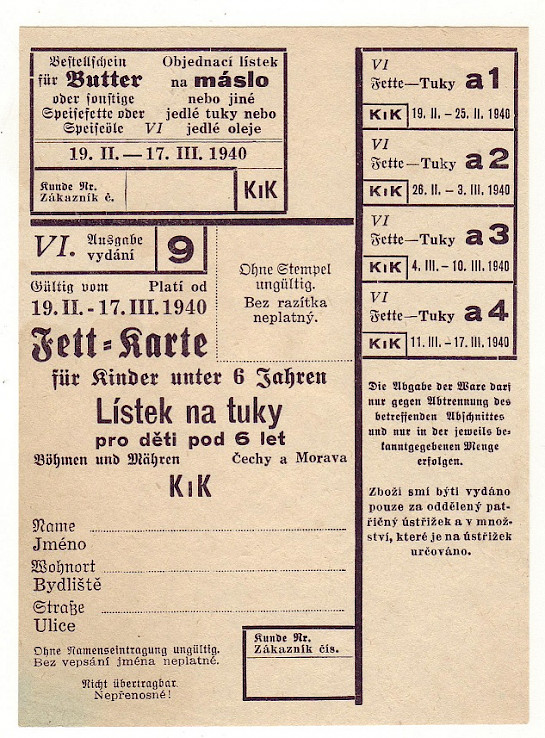 Bestellschein
für Butter
oder sonstige
Speisefette oder
Speiseöle
Objednací lístek
na máslo
nebo jiné
jedlé tuky nebo
VI jedlé oleje
19. II. — 17. III. 1940
Kunde Nr.
Zákazník č.
KiK
VI. Ausgabe
vydání
9
Gültig vom Platí od
19. II. - 17. III. 1940
Ohne Stempel
ungültig.
Bez razítka
neplatný.
Fett-Karte
für Kinder unter 6 Jahren
Lístek na tuky
pro děti pod 6 let
Böhmen und Mähren Čechy a Morava
KiK
Name
Jméno
Wohnort
Bydliště
Straße
Ulice
Ohne Namenseintragung ungültig.
Bez vepsání jména neplatné.
Nicht übertragbar
Nepřenosné!
Kunde Nr.
Zákazník čís.
VI
Fette—Tuky a1
KiK 19. II. – 25. II. 1940
VI
Fette—Tuky a2
KiK 26. II. – 3. III. 1940
VI
Fette—Tuky a3
KiK 4. III. – 10. III. 1940
VI
Fette—Tuky a4
KiK 11. III. – 17. III. 1940
Die Abgabe der Ware darf
nur gegen Abtrennung des
betreffenden Abschnittes
und nur in der jeweils be-
kanntgegebenen Menge
erfolgen.
Zboží smí býti vydáno
pouze za oddělený pat-
řičný ústřižek a v množ-
ství, které je na ústřižek
určováno.